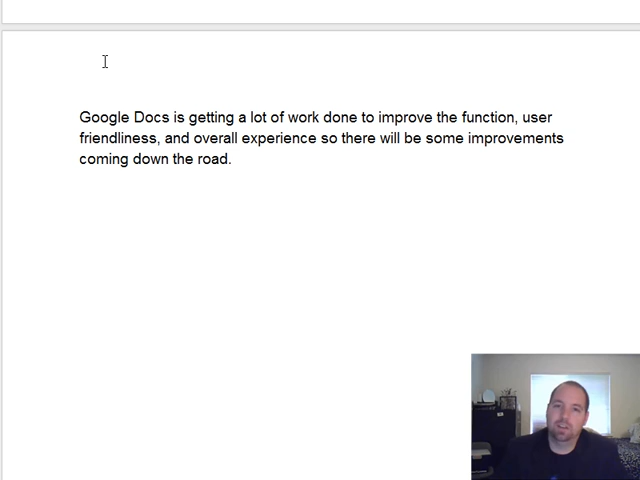 Google Docs is getting a lot of work done to improve the function, user
friendliness, and overall experience so there will be some improvements
coming down the road.